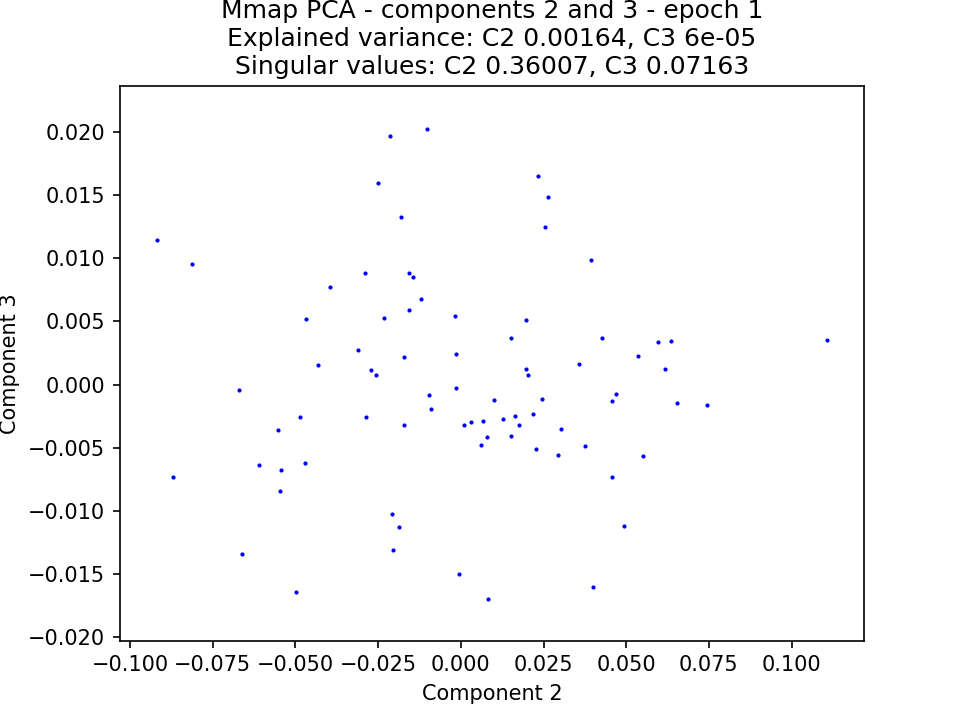 Mmap PCA - components 2 and 3 - epoch 1
Explained variance: C2 0.00164, C3 6e-05
Singular values: C2 0.36007, C3 0.07163
0.020
0.015
0.010
0.005
0.000
−0.005
−0.010
−0.015
−0.020
Component 3
−0.100 −0.075 −0.050 −0.025 0.000 0.025 0.050 0.075 0.100
Component 2